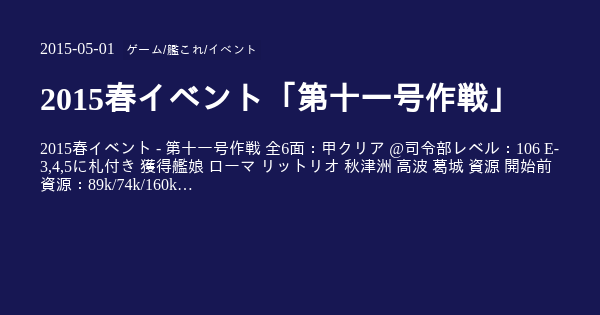 2015-05-01 ゲーム/艦これ/イベント
2015春イベント「第十一号作戦」
2015春イベント - 第十一号作戦 全6面：甲クリア @司令部レベル：106 E-
3,4,5に札付き 獲得艦娘 ローマ リットリオ 秋津洲 高波 葛城 資源 開始前
資源：89k/74k/160k…